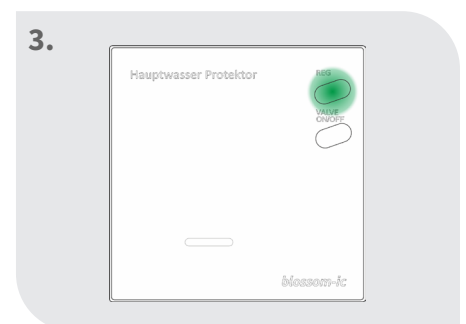 3.
Hauptwasser Protektor
REG
VALVE
ON/OFF
blossom-ic